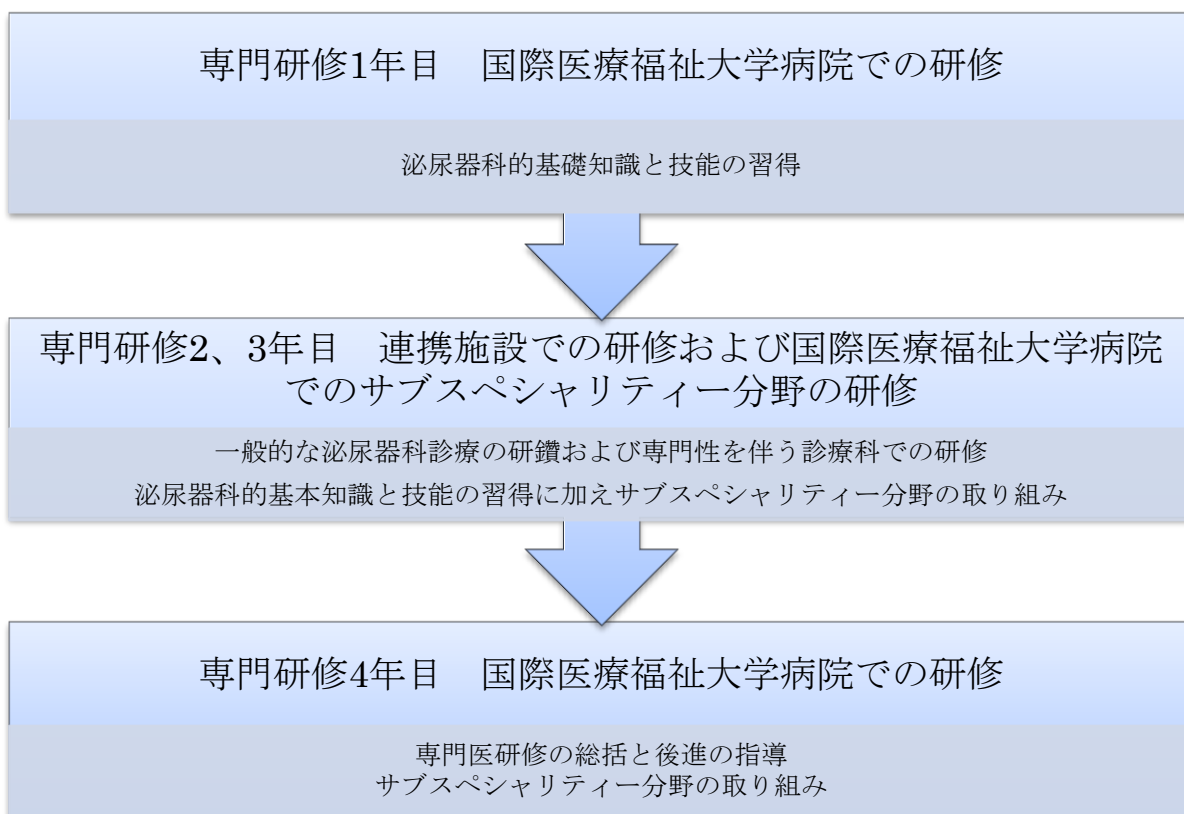 専門研修1年目　国際医療福祉大学病院での研修
泌尿器科的基礎知識と技能の習得
専門研修2、3年目　連携施設での研修および国際医療福祉大学病院
でのサブスペシャリティー分野の研修
一般的な泌尿器科診療の研鑽および専門性を伴う診療科での研修
泌尿器科的基本知識と技能の習得に加えサブスペシャリティー分野の取り組み
専門研修4年目　国際医療福祉大学病院での研修
専門医研修の総括と後進の指導
サブスペシャリティー分野の取り組み